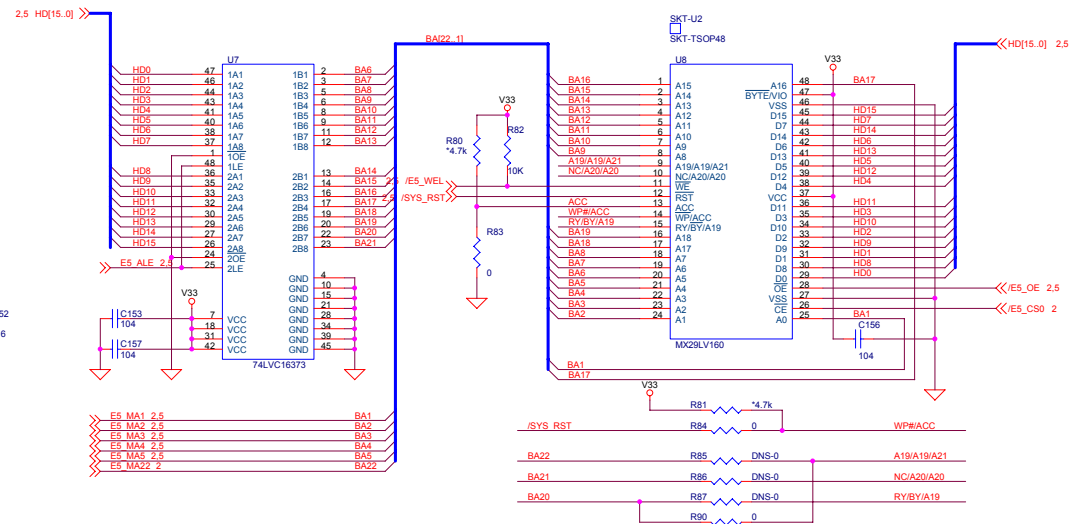 2,5 HD[15..0]
SKT-U2
SKT-TSOP48
BA[22..1]
HD[15..0] 2,5
U7
HD0 47 1A1 1B1 2 BA6
HD1 46 1A2 1B2 3 BA7
HD2 44 1A3 1B3 5 BA8
HD3 43 1A4 1B4 6 BA9
HD4 41 1A5 1B5 8 BA10
HD5 40 1A6 1B6 9 BA11
HD6 38 1A7 1B7 11 BA12
HD7 37 1A8 1B8 12 BA13
1 1OE
48 1LE
HD8 36 2A1 2B1 13 BA14
HD9 35 2A2 2B2 14 BA15
HD10 33 2A3 2B3 16 BA16
HD11 32 2A4 2B4 17 BA17
HD12 30 2A5 2B5 19 BA18
HD13 29 2A6 2B6 20 BA19
HD14 27 2A7 2B7 22 BA20
HD15 26 2A8 2B8 23 BA21
24 2OE
E5_ALE 2,5 25 2LE
GND 4
GND 10
GND 15
GND 21
GND 28
GND 34
GND 39
GND 45
V33
7 VCC
18 VCC
31 VCC
42 VCC
74LVC16373
52
6
C153
104
C157
104
V33
R80
*4.7k
R82
10K
2,5 /E5_WEL
2,5 /SYS_RST
R83
0
U8
V33
BA16 1 A15 A16 48 BA17
BA15 2 A14 BYTE/VIO 47
BA14 3 A13 VSS 46
BA13 4 A12 D15 45 HD15
BA12 5 A11 D7 44 HD7
BA11 6 A10 D14 43 HD14
BA10 7 A9 D6 42 HD6
BA9 8 A8 D13 41 HD13
A19/A19/A21 9 A19/A19/A21 D5 40 HD5
NC/A20/A20 10 NC/A20/A20 D12 39 HD12
11 WE D4 38 HD4
12 RST VCC 37
ACC 13 ACC D11 36 HD11
WP#/ACC 14 WP/ACC D3 35 HD3
RY/BY/A19 15 RY/BY/A19 D10 34 HD10
BA19 16 A18 D2 33 HD2
BA18 17 A17 D9 32 HD9
BA8 18 A7 D1 31 HD1
BA7 19 A6 D8 30 HD8
BA6 20 A5 D0 29 HD0
BA5 21 A4 OE 28 /E5_OE 2,5
BA4 22 A3 VSS 27
BA3 23 A2 CE 26 /E5_CS0 2
BA2 24 A1 A0 25 BA1
MX29LV160
C156
104
BA1
BA17
E5_MA1 2,5 BA1
E5_MA2 2,5 BA2
E5_MA3 2,5 BA3
E5_MA4 2,5 BA4
E5_MA5 2,5 BA5
E5_MA22 2 BA22
V33
R81 *4.7k
/SYS_RST R84 0 WP#/ACC
BA22 R85 DNS-0 A19/A19/A21
BA21 R86 DNS-0 NC/A20/A20
BA20 R87 DNS-0 RY/BY/A19
R90 0